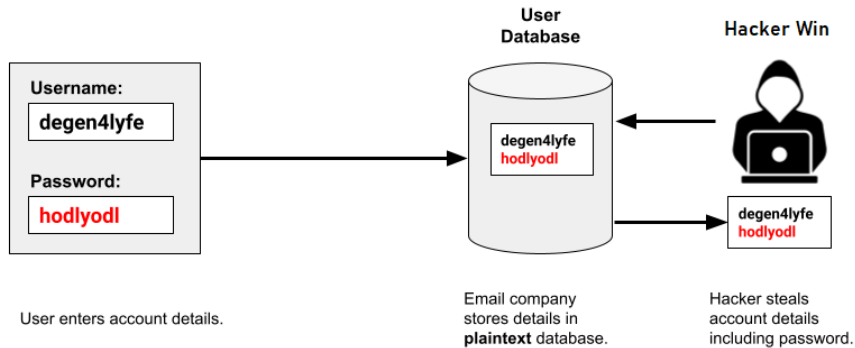 User
Database
Hacker Win
Username:
degen4lyfe
Password:
hodlyodl
degen4lyfe
hodlyodl
degen4lyfe
hodlyodl
User enters account details.
Email company
stores details in
plaintext database.
Hacker steals
account details
including password.